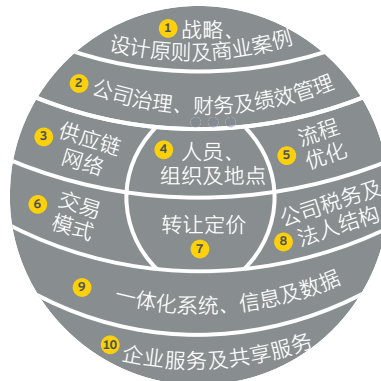 1 战略、
设计原则及商业案例
2 公司治理、财务及绩效管理
3 供应链
网络
4 人员、
组织及地点
5 流程
优化
6 交易
模式
转让定价
7
公司税务及
8 法人结构
9 一体化系统、信息及数据
10 企业服务及共享服务